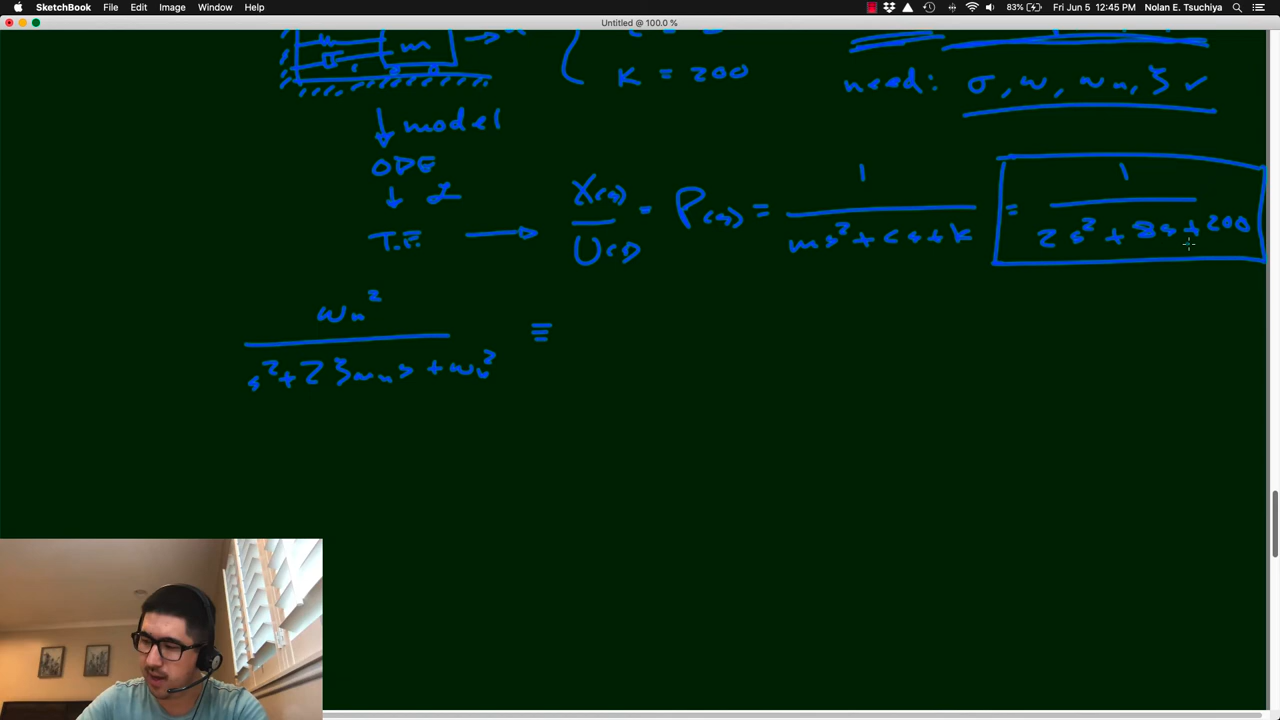 SketchBook File Edit Image Window Help 83% Fri Jun 5 12:45 PM Nolan E. Tsuchiya
Untitled @ 100.0 %
m
K = 200
need: σ, ω, ωn, ζ ✓
↓ model
ODE
↓ ℒ
T.F. → X(s)/U(s) = P(s) = 1/(ms²+cs+k) = 1/(2s²+8s+200)
ωn²/(s²+2ζωns+ωn²) ≡